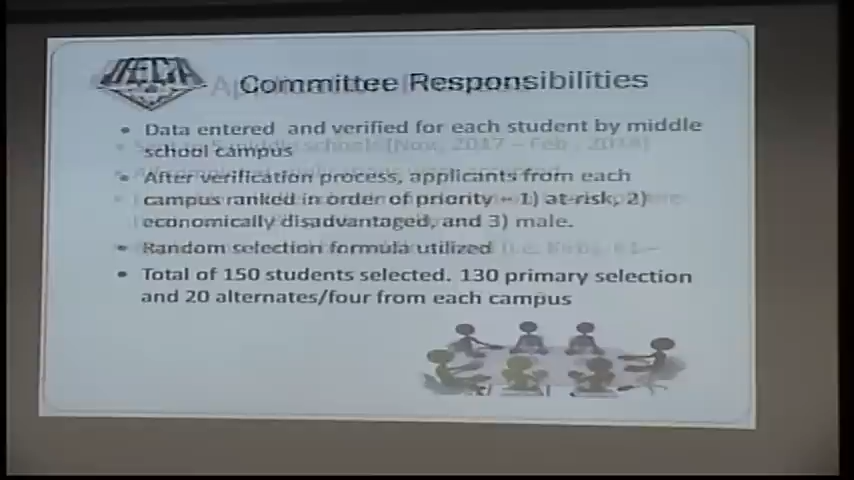 JECA
Committee Responsibilities
• Data entered and verified for each student by middle
school campus
• After verification process, applicants from each
campus ranked in order of priority – 1) at-risk, 2)
economically disadvantaged, and 3) male.
• Random selection formula utilized
• Total of 150 students selected. 130 primary selection
and 20 alternates/four from each campus